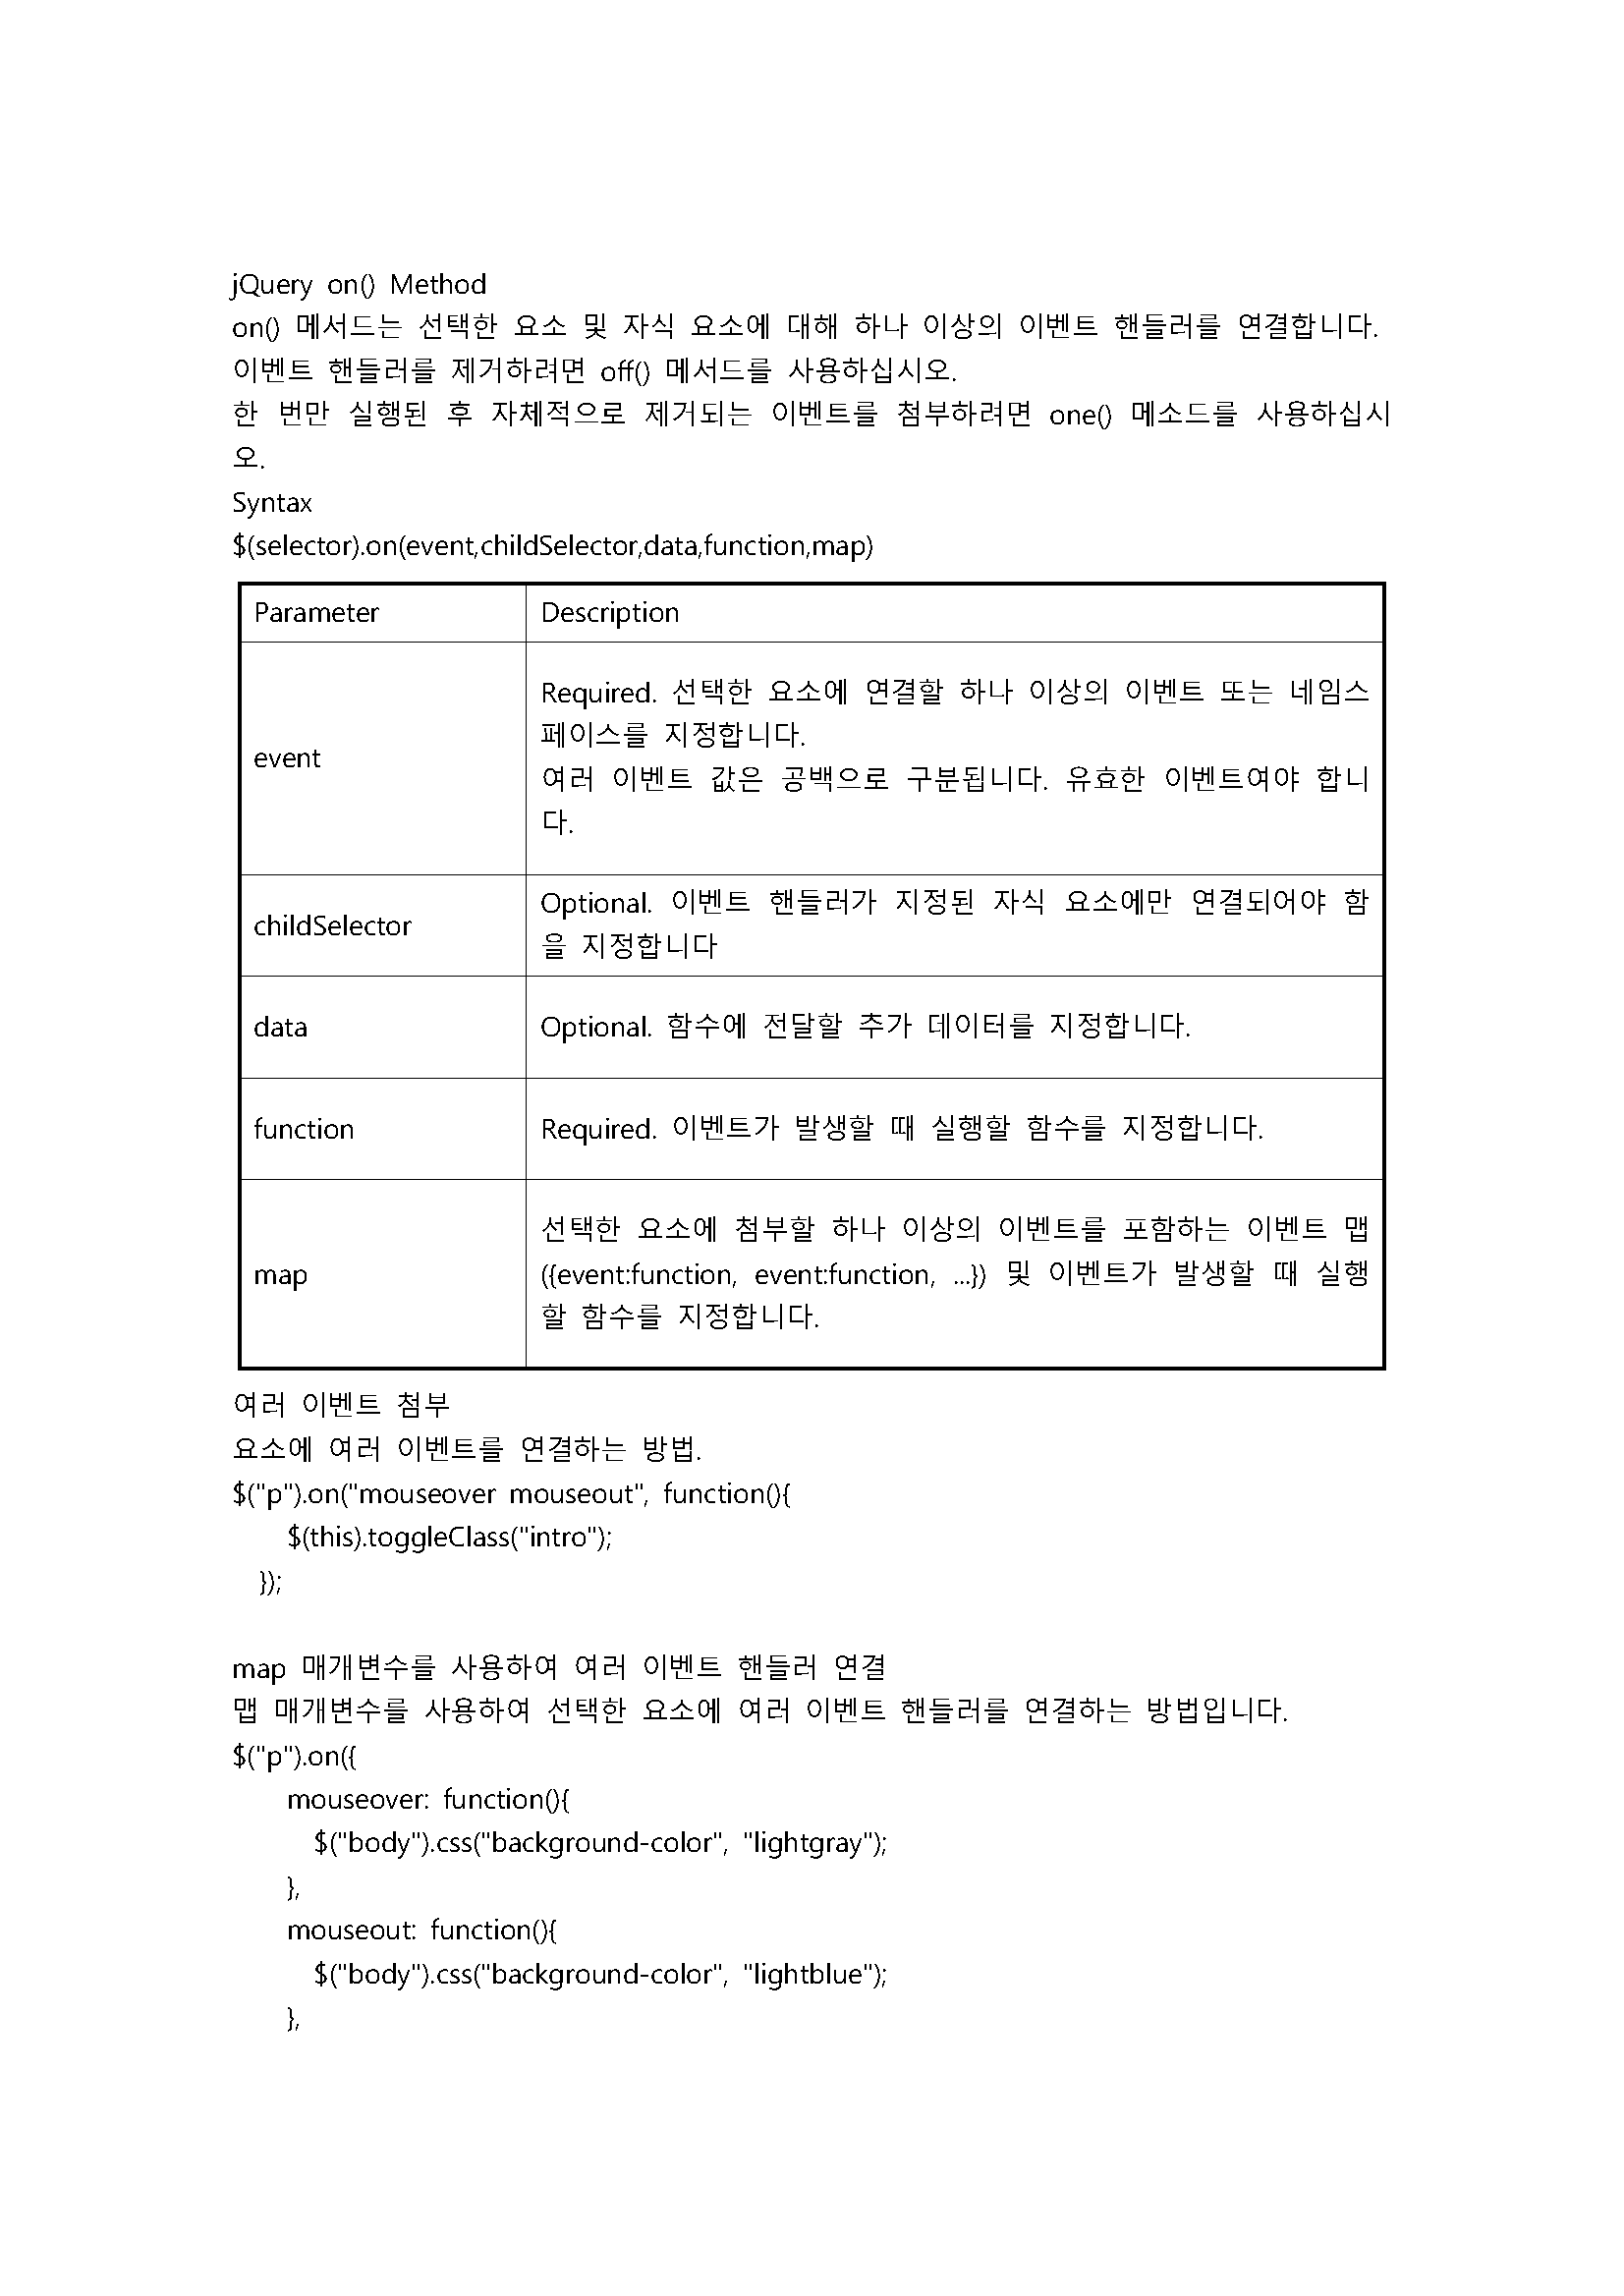 jQuery on() Method
on() 메서드는 선택한 요소 및 자식 요소에 대해 하나 이상의 이벤트 핸들러를 연결합니다.
이벤트 핸들러를 제거하려면 off() 메서드를 사용하십시오.
한 번만 실행된 후 자체적으로 제거되는 이벤트를 첨부하려면 one() 메소드를 사용하십시
오.
Syntax
$(selector).on(event,childSelector,data,function,map)
Parameter Description
event
Required. 선택한 요소에 연결할 하나 이상의 이벤트 또는 네임스
페이스를 지정합니다.
여러 이벤트 값은 공백으로 구분됩니다. 유효한 이벤트여야 합니
다.
childSelector
Optional. 이벤트 핸들러가 지정된 자식 요소에만 연결되어야 함
을 지정합니다
data Optional. 함수에 전달할 추가 데이터를 지정합니다.
function Required. 이벤트가 발생할 때 실행할 함수를 지정합니다.
map
선택한 요소에 첨부할 하나 이상의 이벤트를 포함하는 이벤트 맵
({event:function, event:function, ...}) 및 이벤트가 발생할 때 실행
할 함수를 지정합니다.
여러 이벤트 첨부
요소에 여러 이벤트를 연결하는 방법.
$("p").on("mouseover mouseout", function(){
$(this).toggleClass("intro");
});
map 매개변수를 사용하여 여러 이벤트 핸들러 연결
맵 매개변수를 사용하여 선택한 요소에 여러 이벤트 핸들러를 연결하는 방법입니다.
$("p").on({
mouseover: function(){
$("body").css("background-color", "lightgray");
},
mouseout: function(){
$("body").css("background-color", "lightblue");
},